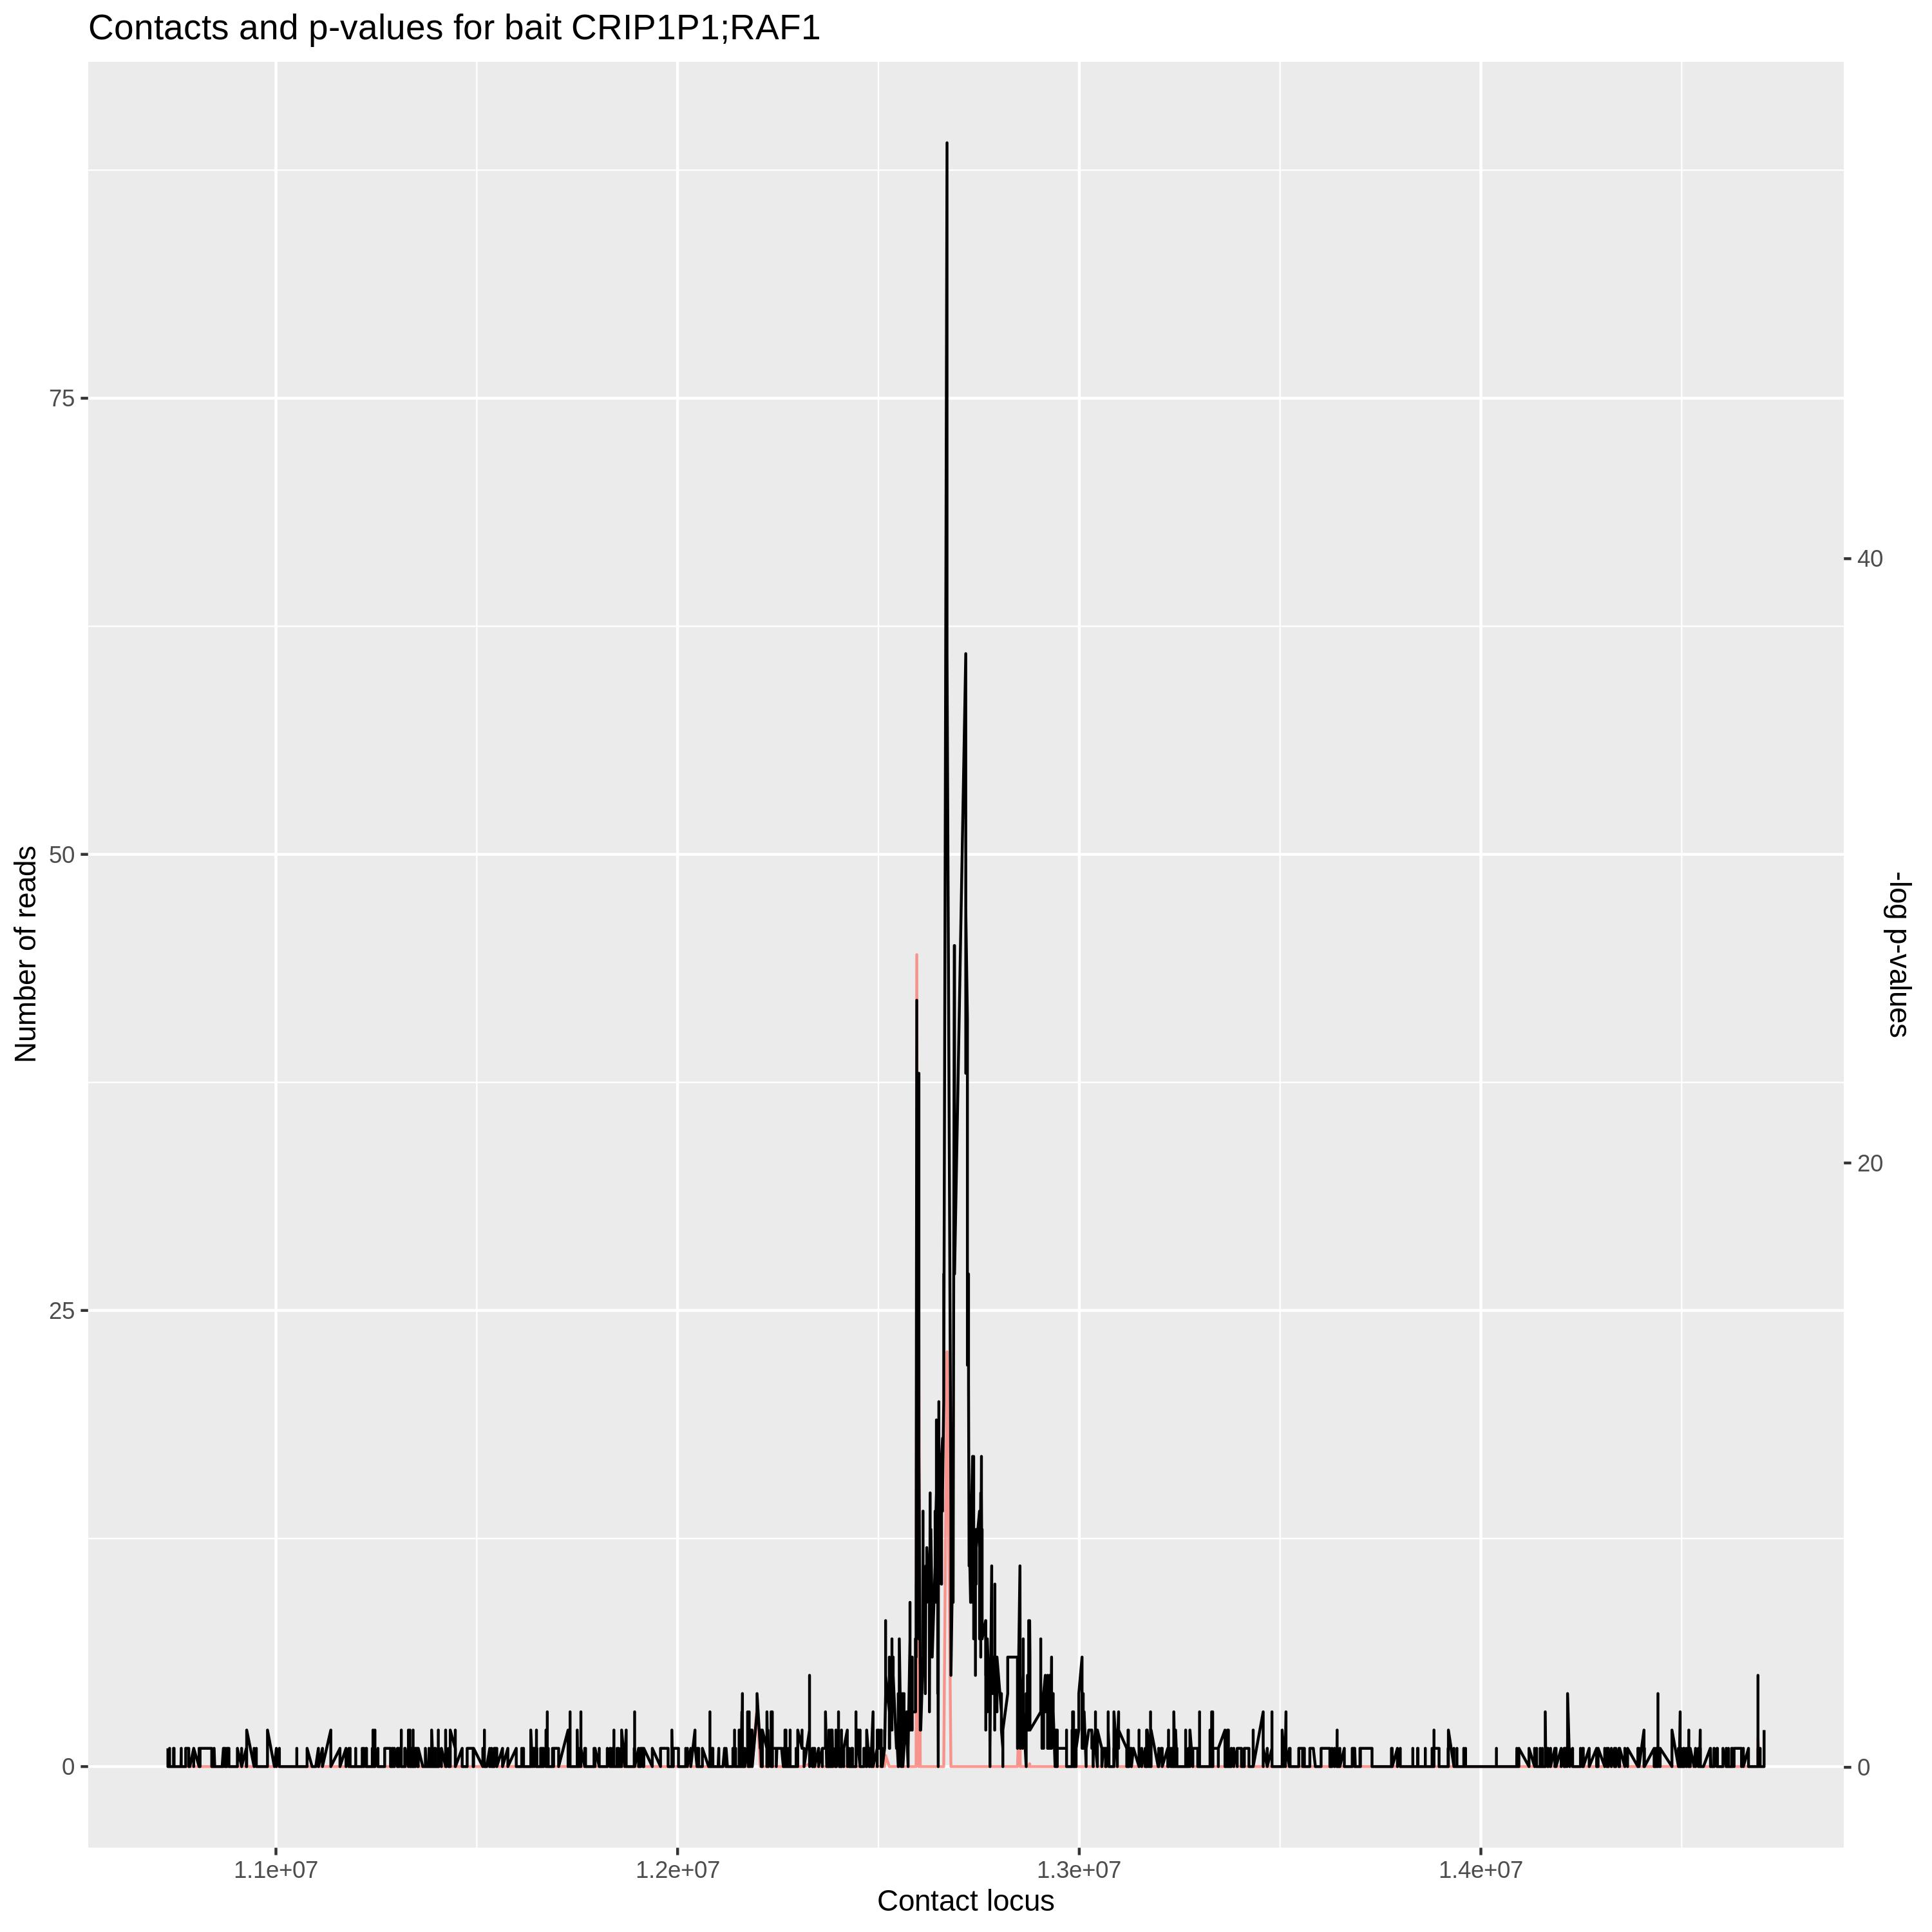 Contacts and p-values for bait CRIP1P1;RAF1
Number of reads
75
50
25
0
-log p-values
40
20
0
1.1e+07
1.2e+07
1.3e+07
1.4e+07
Contact locus